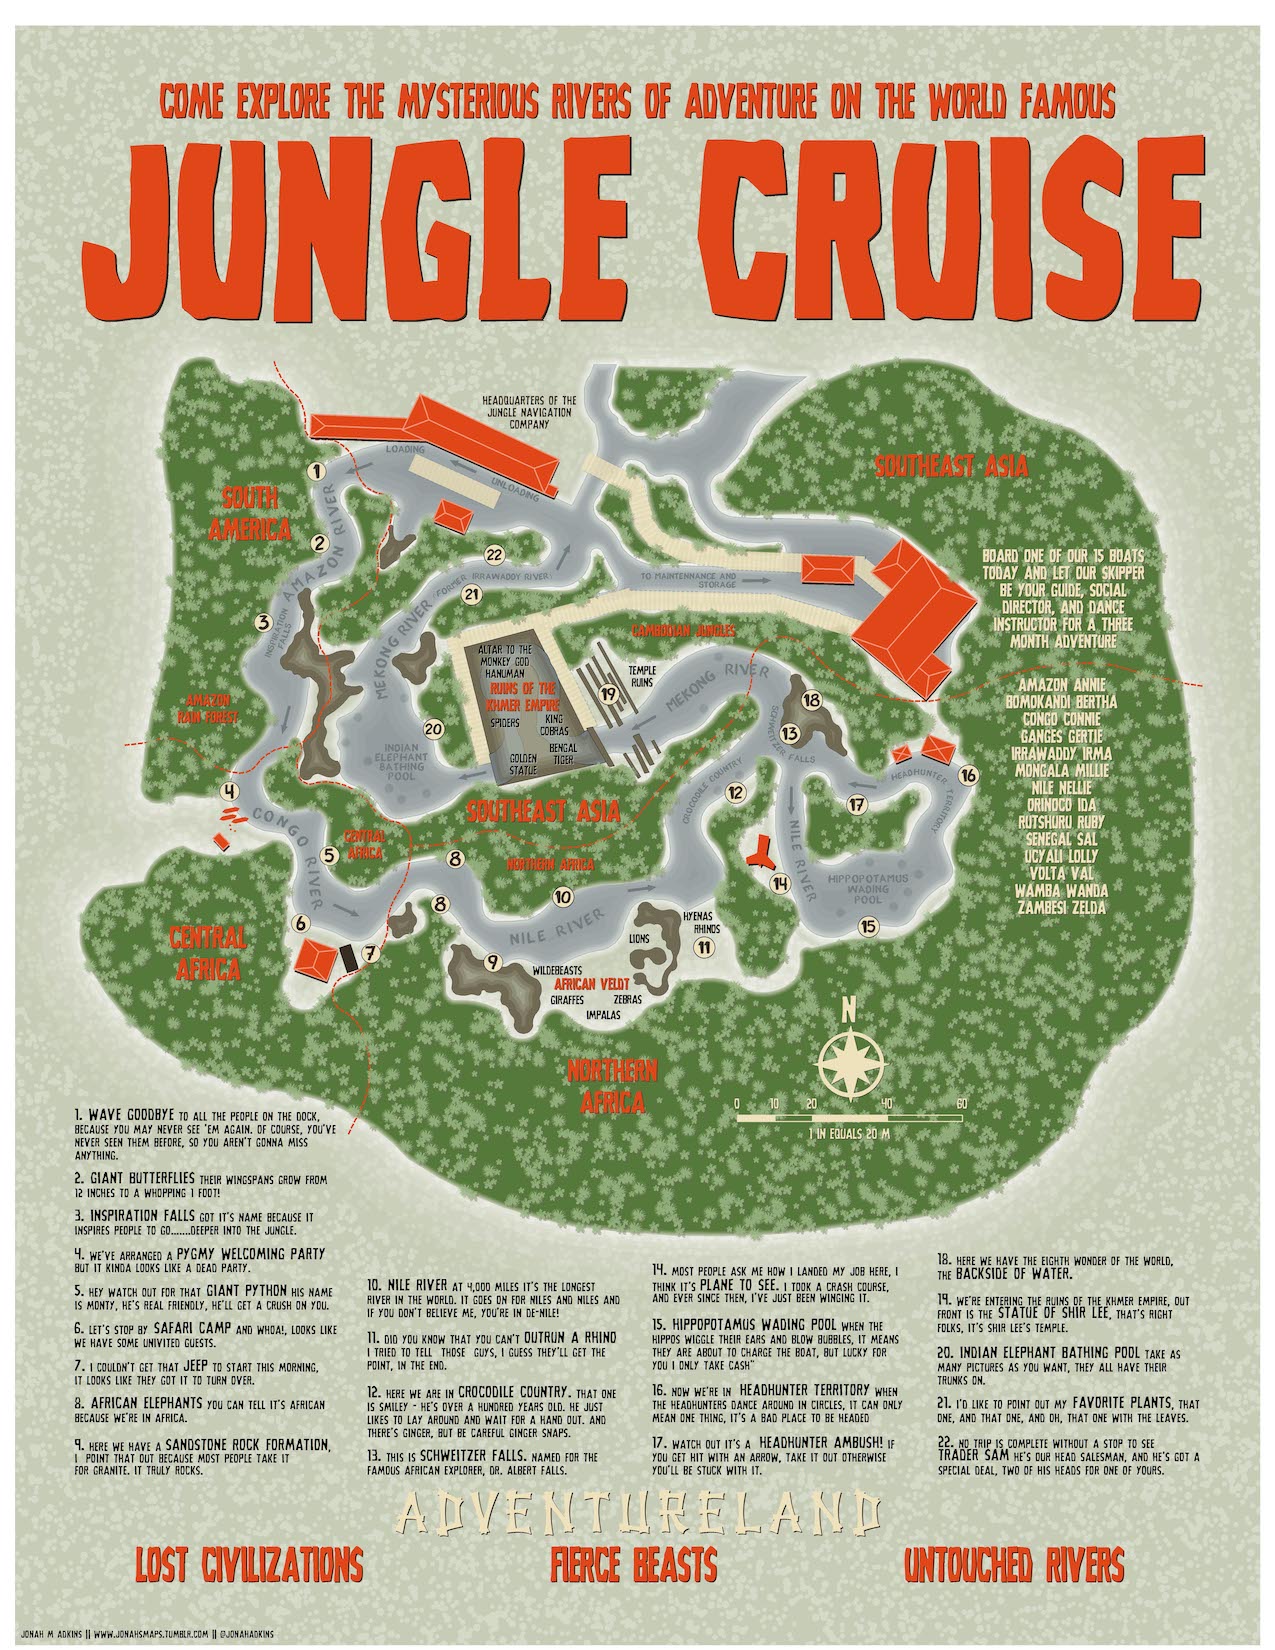 COME EXPLORE THE MYSTERIOUS RIVERS OF ADVENTURE ON THE WORLD FAMOUS
JUNGLE CRUISE
HEADQUARTERS OF THE
JUNGLE NAVIGATION
COMPANY
LOADING
UNLOADING
1
SOUTH
AMERICA
2
AMAZON RIVER
3
INSPIRATION
FALLS
AMAZON
RAIN FOREST
22
(FORMER IRRAWADDY RIVER)
21
MEKONG RIVER
TO MAINTENNANCE AND
STORAGE
SOUTHEAST ASIA
CAMBODIAN JUNGLES
ALTAR TO THE
MONKEY GOD
HANUMAN
RUINS OF THE
KHMER EMPIRE
SPIDERS
KING
COBRAS
BENGAL
TIGER
GOLDEN
STATUE
TEMPLE
RUINS
19
MEKONG RIVER
18
13
SCHWEITZER FALLS
20
INDIAN
ELEPHANT
BATHING
POOL
SOUTHEAST ASIA
4
CONGO RIVER
5
CENTRAL
AFRICA
8
NORTHERN AFRICA
8
10
NILE RIVER
CROCODILE COUNTRY
12
NILE RIVER
14
HEADHUNTER TERRITORY
16
17
HIPPOPOTAMUS
WADING
POOL
15
6
CENTRAL
AFRICA
7
9
WILDEBEASTS
AFRICAN VELDT
GIRAFFES
ZEBRAS
IMPALAS
LIONS
HYENAS
RHINOS
11
NORTHERN
AFRICA
BOARD ONE OF OUR 15 BOATS
TODAY AND LET OUR SKIPPER
BE YOUR GUIDE, SOCIAL
DIRECTOR, AND DANCE
INSTRUCTOR FOR A THREE
MONTH ADVENTURE
AMAZON ANNIE
BOMOKANDI BERTHA
CONGO CONNIE
GANGES GERTIE
IRRAWADDY IRMA
MONGALA MILLIE
NILE NELLIE
ORINOCO IDA
RUTSHURU RUBY
SENEGAL SAL
UCYALI LOLLY
VOLTA VAL
WAMBA WANDA
ZAMBESI ZELDA
N
0 10 20 40 60
1 IN EQUALS 20 M
1. WAVE GOODBYE TO ALL THE PEOPLE ON THE DOCK,
BECAUSE YOU MAY NEVER SEE 'EM AGAIN. OF COURSE, YOU'VE
NEVER SEEN THEM BEFORE, SO YOU AREN'T GONNA MISS
ANYTHING.
2. GIANT BUTTERFLIES THEIR WINGSPANS GROW FROM
12 INCHES TO A WHOPPING 1 FOOT!
3. INSPIRATION FALLS GOT IT'S NAME BECAUSE IT
INSPIRES PEOPLE TO GO.......DEEPER INTO THE JUNGLE.
4. WE'VE ARRANGED A PYGMY WELCOMING PARTY
BUT IT KINDA LOOKS LIKE A DEAD PARTY.
5. HEY WATCH OUT FOR THAT GIANT PYTHON HIS NAME
IS MONTY, HE'S REAL FRIENDLY, HE'LL GET A CRUSH ON YOU.
6. LET'S STOP BY SAFARI CAMP AND WHOA!, LOOKS LIKE
WE HAVE SOME UNIVITED GUESTS.
7. I COULDN'T GET THAT JEEP TO START THIS MORNING,
IT LOOKS LIKE THEY GOT IT TO TURN OVER.
8. AFRICAN ELEPHANTS YOU CAN TELL IT'S AFRICAN
BECAUSE WE'RE IN AFRICA.
9. HERE WE HAVE A SANDSTONE ROCK FORMATION,
I POINT THAT OUT BECAUSE MOST PEOPLE TAKE IT
FOR GRANITE. IT TRULY ROCKS.
10. NILE RIVER AT 4,000 MILES IT'S THE LONGEST
RIVER IN THE WORLD. IT GOES ON FOR NILES AND NILES AND
IF YOU DON'T BELIEVE ME, YOU'RE IN DE-NILE!
11. DID YOU KNOW THAT YOU CAN'T OUTRUN A RHINO
I TRIED TO TELL THOSE GUYS, I GUESS THEY'LL GET THE
POINT, IN THE END.
12. HERE WE ARE IN CROCODILE COUNTRY. THAT ONE
IS SMILEY - HE'S OVER A HUNDRED YEARS OLD. HE JUST
LIKES TO LAY AROUND AND WAIT FOR A HAND OUT. AND
THERE'S GINGER, BUT BE CAREFUL GINGER SNAPS.
13. THIS IS SCHWEITZER FALLS. NAMED FOR THE
FAMOUS AFRICAN EXPLORER, DR. ALBERT FALLS.
14. MOST PEOPLE ASK ME HOW I LANDED MY JOB HERE, I
THINK IT'S PLANE TO SEE. I TOOK A CRASH COURSE,
AND EVER SINCE THEN, I'VE JUST BEEN WINGING IT.
15. HIPPOPOTAMUS WADING POOL WHEN THE
HIPPOS WIGGLE THEIR EARS AND BLOW BUBBLES, IT MEANS
THEY ARE ABOUT TO CHARGE THE BOAT, BUT LUCKY FOR
YOU I ONLY TAKE CASH"
16. NOW WE'RE IN HEADHUNTER TERRITORY WHEN
THE HEADHUNTERS DANCE AROUND IN CIRCLES, IT CAN ONLY
MEAN ONE THING, IT'S A BAD PLACE TO BE HEADED
17. WATCH OUT IT'S A HEADHUNTER AMBUSH! IF
YOU GET HIT WITH AN ARROW, TAKE IT OUT OTHERWISE
YOU'LL BE STUCK WITH IT.
18. HERE WE HAVE THE EIGHTH WONDER OF THE WORLD,
THE BACKSIDE OF WATER.
19. WE'RE ENTERING THE RUINS OF THE KHMER EMPIRE, OUT
FRONT IS THE STATUE OF SHIR LEE, THAT'S RIGHT
FOLKS, IT'S SHIR LEE'S TEMPLE.
20. INDIAN ELEPHANT BATHING POOL TAKE AS
MANY PICTURES AS YOU WANT, THEY ALL HAVE THEIR
TRUNKS ON.
21. I'D LIKE TO POINT OUT MY FAVORITE PLANTS, THAT
ONE, AND THAT ONE, AND OH, THAT ONE WITH THE LEAVES.
22. NO TRIP IS COMPLETE WITHOUT A STOP TO SEE
TRADER SAM HE'S OUR HEAD SALESMAN, AND HE'S GOT A
SPECIAL DEAL, TWO OF HIS HEADS FOR ONE OF YOURS.
ADVENTURELAND
LOST CIVILIZATIONS
FIERCE BEASTS
UNTOUCHED RIVERS
JONAH M ADKINS || WWW.JONAHSMAPS.TUMBLR.COM || @JONAHADKINS